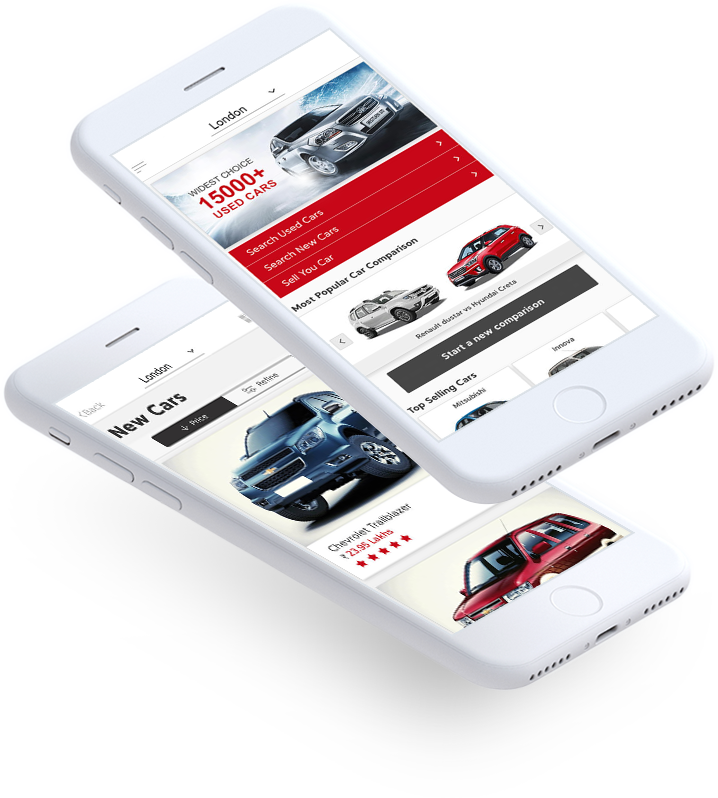 London
WIDEST CHOICE
15000+
USED CARS
Search Used Cars
Search New Cars
Sell You Car
Most Popular Car Comparison
Renault dustar vs Hyundai Creta
Start a new comparison
Top Selling Cars
Mitsubishi
Innova
London
Back
New Cars
Price
Refine
Chevrolet Trailblazer
₹ 23.95 Lakhs